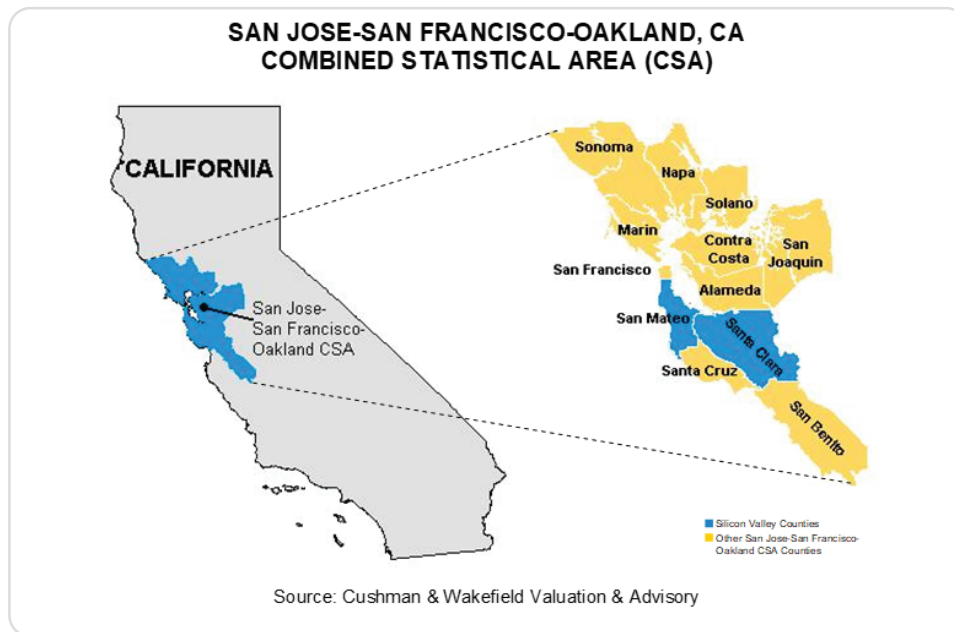 SAN JOSE-SAN FRANCISCO-OAKLAND, CA
COMBINED STATISTICAL AREA (CSA)
CALIFORNIA
San Jose-
San Francisco-
Oakland CSA
Sonoma
Napa
Solano
Marin
Contra
Costa
San
Joaquin
San Francisco
Alameda
San Mateo
Santa Clara
Santa Cruz
San Benito
Silicon Valley Counties
Other San Jose-San Francisco-
Oakland CSA Counties
Source: Cushman & Wakefield Valuation & Advisory